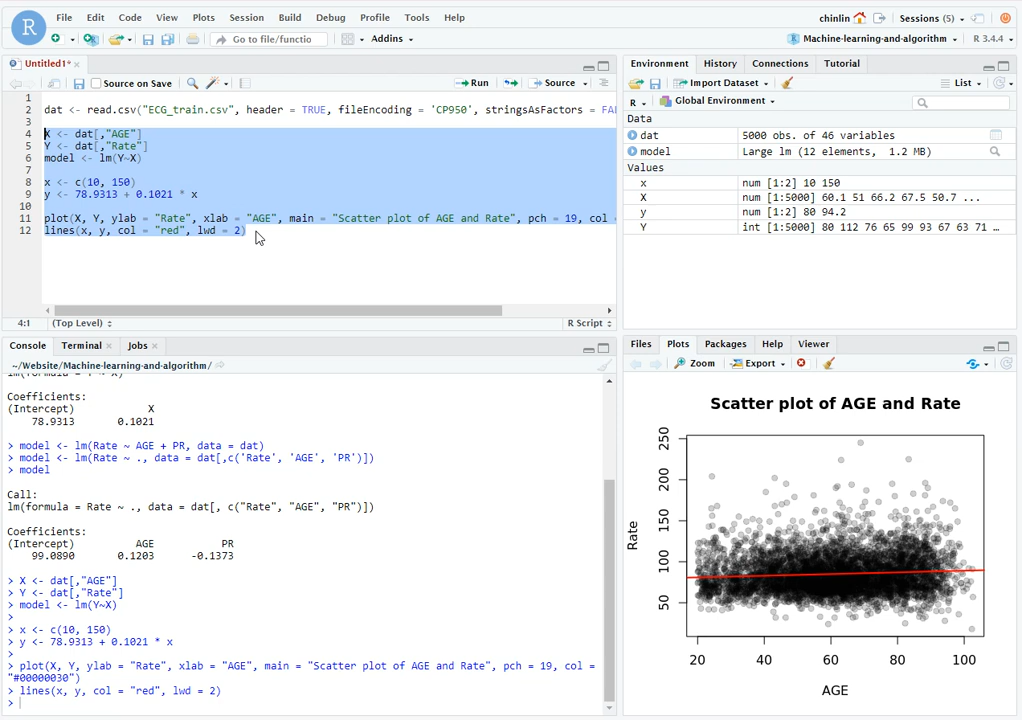 File Edit Code View Plots Session Build Debug Profile Tools Help
chinlin
Sessions (5)
Go to file/functio
Addins
Machine-learning-and-algorithm
R 3.4.4
Untitled1*
Source on Save
Run
Source
1
2 dat <- read.csv("ECG_train.csv", header = TRUE, fileEncoding = 'CP950', stringsAsFactors = FAL
3
4 X <- dat[,"AGE"]
5 Y <- dat[,"Rate"]
6 model <- lm(Y~X)
7
8 x <- c(10, 150)
9 y <- 78.9313 + 0.1021 * x
10
11 plot(X, Y, ylab = "Rate", xlab = "AGE", main = "Scatter plot of AGE and Rate", pch = 19, col =
12 lines(x, y, col = "red", lwd = 2)
4:1 (Top Level) R Script
Console Terminal Jobs
~/Website/Machine-learning-and-algorithm/
lm(formula = Y ~ X)
Coefficients:
(Intercept) X
78.9313 0.1021
> model <- lm(Rate ~ AGE + PR, data = dat)
> model <- lm(Rate ~ ., data = dat[,c('Rate', 'AGE', 'PR')])
> model
Call:
lm(formula = Rate ~ ., data = dat[, c("Rate", "AGE", "PR")])
Coefficients:
(Intercept) AGE PR
99.0890 0.1203 -0.1373
> X <- dat[,"AGE"]
> Y <- dat[,"Rate"]
> model <- lm(Y~X)
>
> x <- c(10, 150)
> y <- 78.9313 + 0.1021 * x
>
> plot(X, Y, ylab = "Rate", xlab = "AGE", main = "Scatter plot of AGE and Rate", pch = 19, col =
"#00000030")
> lines(x, y, col = "red", lwd = 2)
>
Environment History Connections Tutorial
Import Dataset
List
R
Global Environment
Data
dat 5000 obs. of 46 variables
model Large lm (12 elements, 1.2 MB)
Values
x num [1:2] 10 150
X num [1:5000] 60.1 51 66.2 67.5 50.7 ...
y num [1:2] 80 94.2
Y int [1:5000] 80 112 76 65 99 93 67 63 71 …
Files Plots Packages Help Viewer
Zoom Export
Scatter plot of AGE and Rate
Rate
250
200
150
100
50
20 40 60 80 100
AGE